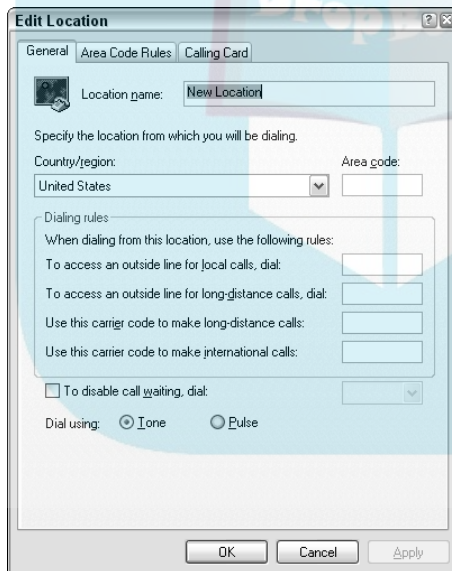 Edit Location
General Area Code Rules Calling Card
Location name: New Location
Specify the location from which you will be dialing.
Country/region: Area code:
United States
Dialing rules
When dialing from this location, use the following rules:
To access an outside line for local calls, dial:
To access an outside line for long-distance calls, dial:
Use this carrier code to make long-distance calls:
Use this carrier code to make international calls:
To disable call waiting, dial:
Dial using: Tone Pulse
OK Cancel Apply